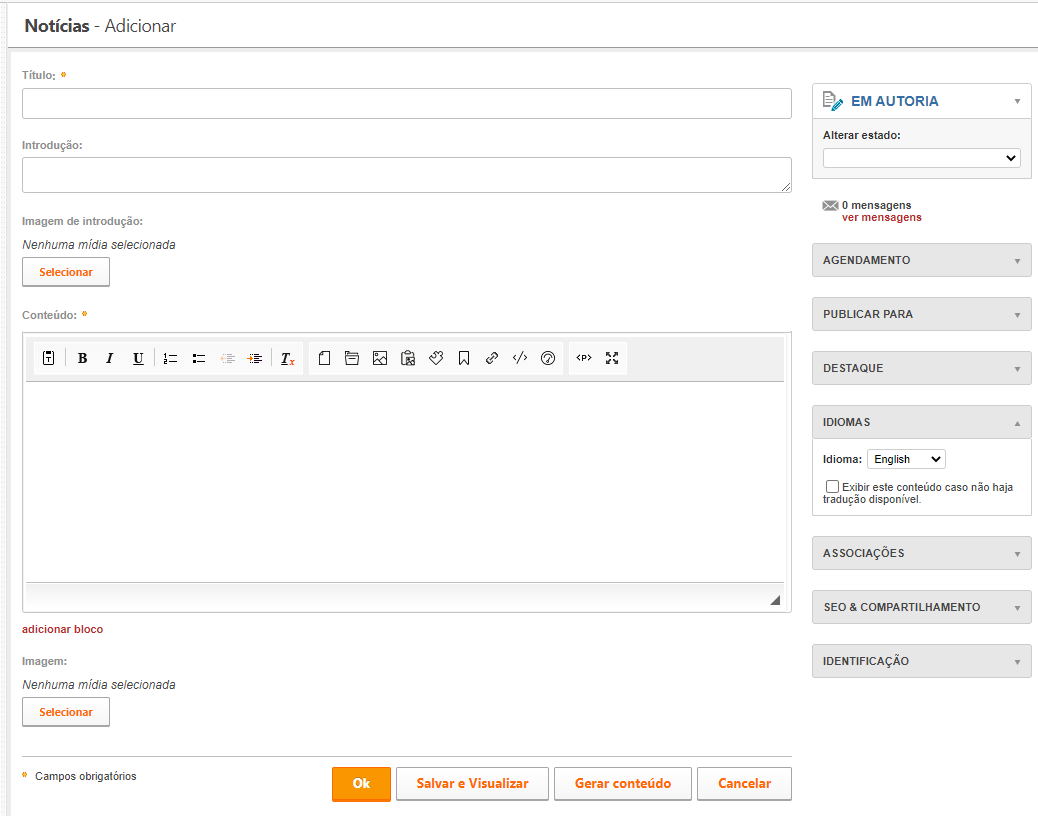 Notícias - Adicionar
Título: *
Introdução:
Imagem de introdução:
Nenhuma mídia selecionada
Selecionar
Conteúdo: *
B I U Tx
adicionar bloco
Imagem:
Nenhuma mídia selecionada
Selecionar
* Campos obrigatórios
Ok
Salvar e Visualizar
Gerar conteúdo
Cancelar
EM AUTORIA
Alterar estado:
0 mensagens
ver mensagens
AGENDAMENTO
PUBLICAR PARA
DESTAQUE
IDIOMAS
Idioma: English
Exibir este conteúdo caso não haja
tradução disponível.
ASSOCIAÇÕES
SEO & COMPARTILHAMENTO
IDENTIFICAÇÃO